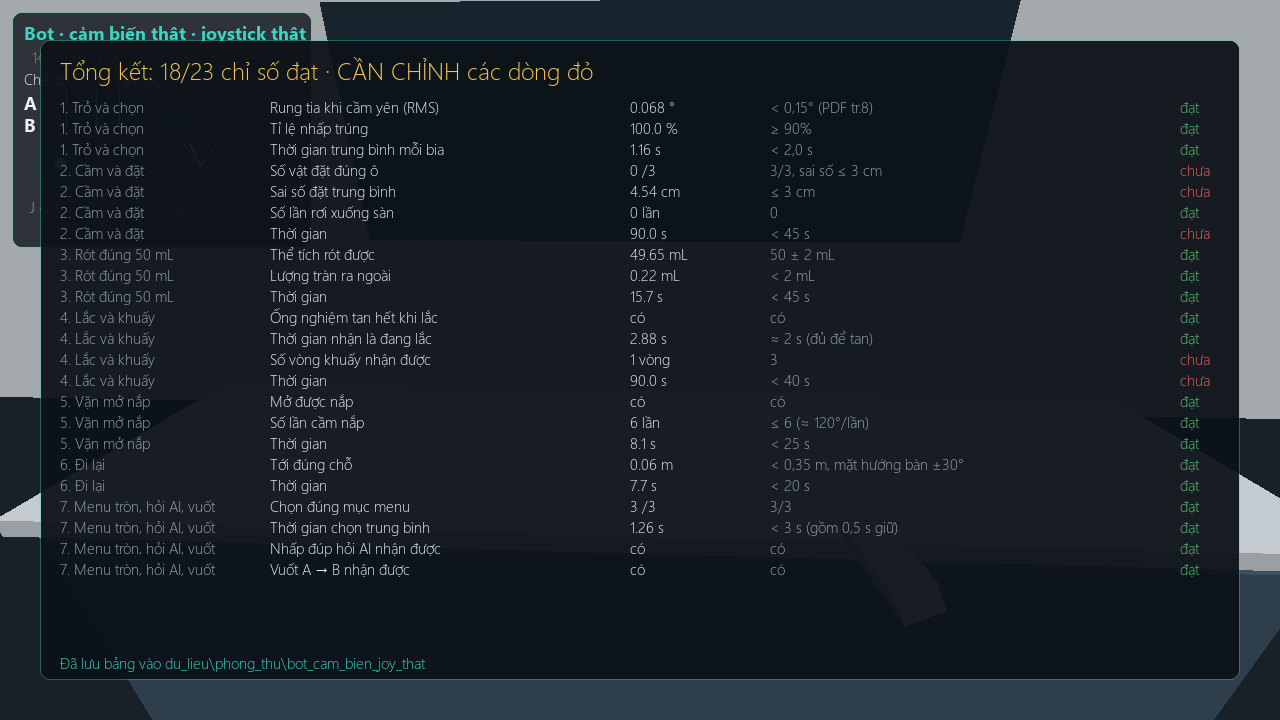 Bot · cảm biến thật · joystick thật
A
B
Tổng kết: 18/23 chỉ số đạt · CẦN CHỈNH các dòng đỏ
1. Trỏ và chọn Rung tia khi cầm yên (RMS) 0.068 ° < 0,15° (PDF tr.8) đạt
1. Trỏ và chọn Tỉ lệ nhấp trúng 100.0 % ≥ 90% đạt
1. Trỏ và chọn Thời gian trung bình mỗi bia 1.16 s < 2,0 s đạt
2. Cầm và đặt Số vật đặt đúng ô 0 /3 3/3, sai số ≤ 3 cm chưa
2. Cầm và đặt Sai số đặt trung bình 4.54 cm ≤ 3 cm chưa
2. Cầm và đặt Số lần rơi xuống sàn 0 lần 0 đạt
2. Cầm và đặt Thời gian 90.0 s < 45 s chưa
3. Rót đúng 50 mL Thể tích rót được 49.65 mL 50 ± 2 mL đạt
3. Rót đúng 50 mL Lượng tràn ra ngoài 0.22 mL < 2 mL đạt
3. Rót đúng 50 mL Thời gian 15.7 s < 45 s đạt
4. Lắc và khuấy Ống nghiệm tan hết khi lắc có có đạt
4. Lắc và khuấy Thời gian nhận là đang lắc 2.88 s ≈ 2 s (đủ để tan) đạt
4. Lắc và khuấy Số vòng khuấy nhận được 1 vòng 3 chưa
4. Lắc và khuấy Thời gian 90.0 s < 40 s chưa
5. Vặn mở nắp Mở được nắp có có đạt
5. Vặn mở nắp Số lần cầm nắp 6 lần ≤ 6 (≈ 120°/lần) đạt
5. Vặn mở nắp Thời gian 8.1 s < 25 s đạt
6. Đi lại Tới đúng chỗ 0.06 m < 0,35 m, mặt hướng bàn ±30° đạt
6. Đi lại Thời gian 7.7 s < 20 s đạt
7. Menu tròn, hỏi AI, vuốt Chọn đúng mục menu 3 /3 3/3 đạt
7. Menu tròn, hỏi AI, vuốt Thời gian chọn trung bình 1.26 s < 3 s (gồm 0,5 s giữ) đạt
7. Menu tròn, hỏi AI, vuốt Nhấp đúp hỏi AI nhận được có có đạt
7. Menu tròn, hỏi AI, vuốt Vuốt A → B nhận được có có đạt
Đã lưu bảng vào du_lieu\phong_thu\bot_cam_bien_joy_that